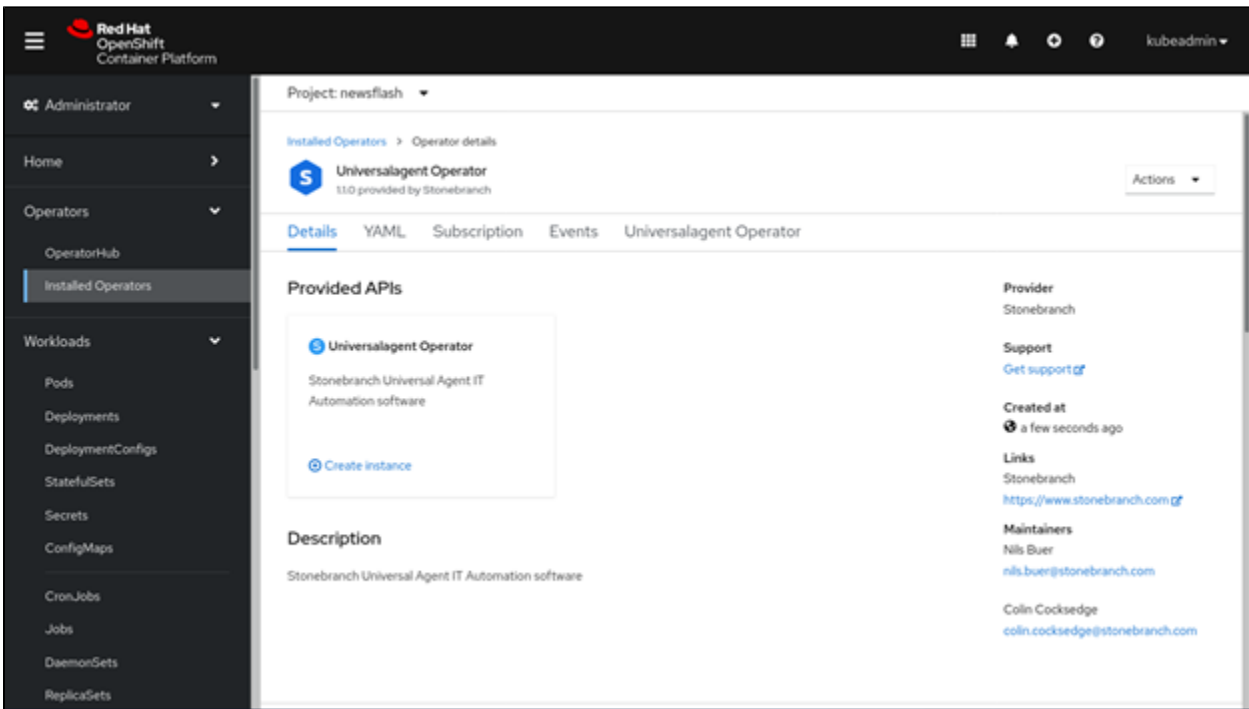 Red Hat
OpenShift
Container Platform
kubeadmin
Administrator
Home
Operators
OperatorHub
Installed Operators
Workloads
Pods
Deployments
DeploymentConfigs
StatefulSets
Secrets
ConfigMaps
CronJobs
Jobs
DaemonSets
ReplicaSets
Project: newsflash
Installed Operators > Operator details
S
Universalagent Operator
1.1.0 provided by Stonebranch
Actions
Details YAML Subscription Events Universalagent Operator
Provided APIs
S Universalagent Operator
Stonebranch Universal Agent IT
Automation software
Create instance
Description
Stonebranch Universal Agent IT Automation software
Provider
Stonebranch
Support
Get support
Created at
a few seconds ago
Links
Stonebranch
https://www.stonebranch.com
Maintainers
Nils Buer
nils.buer@stonebranch.com
Colin Cocksedge
colin.cocksedge@stonebranch.com